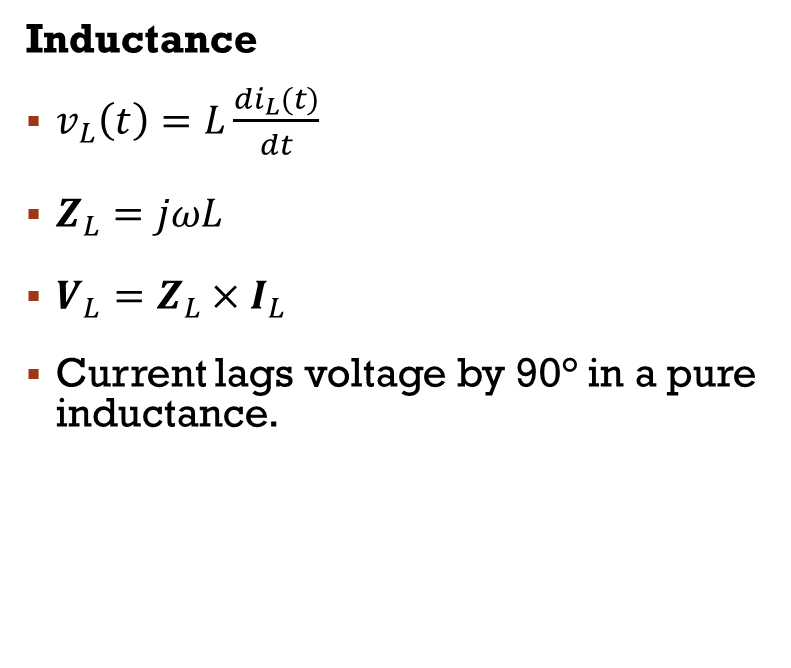 Inductance
▪ v_L(t) = L di_L(t)/dt
▪ Z_L = jωL
▪ V_L = Z_L × I_L
▪ Current lags voltage by 90° in a pure
inductance.